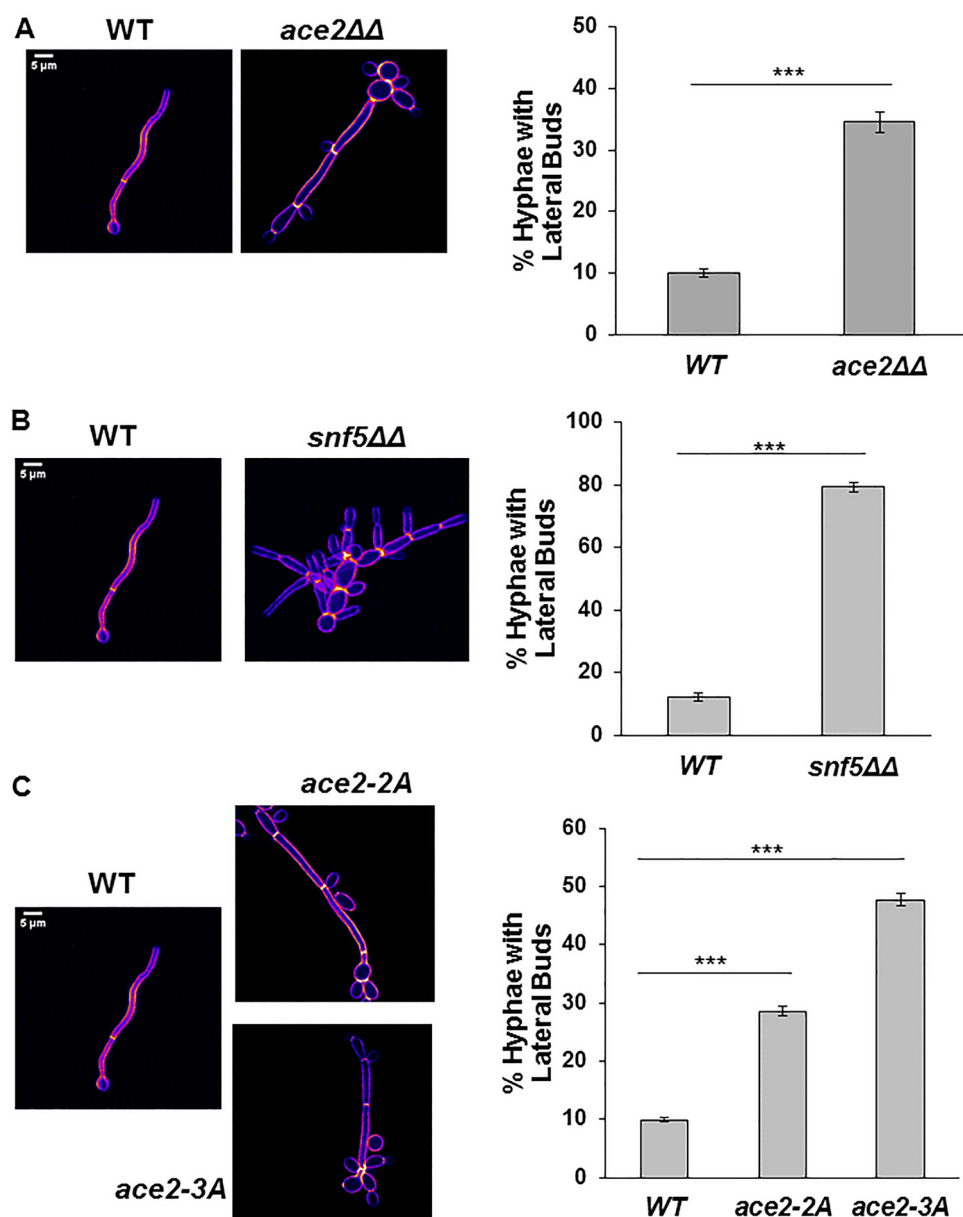 A
WT
ace2ΔΔ
5 µm
% Hyphae with
Lateral Buds
50
40
30
20
10
0
***
WT
ace2ΔΔ
B
WT
snf5ΔΔ
5 µm
% Hyphae with
Lateral Buds
100
80
60
40
20
0
***
WT
snf5ΔΔ
C
ace2-2A
WT
5 µm
ace2-3A
% Hyphae with
Lateral Buds
60
50
40
30
20
10
0
***
***
WT
ace2-2A
ace2-3A